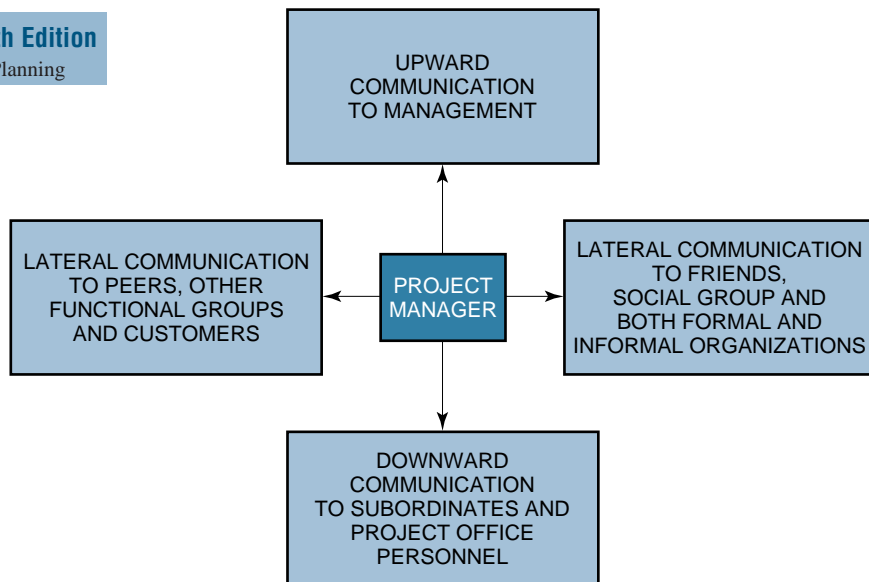 th Edition
Planning
UPWARD
COMMUNICATION
TO MANAGEMENT
LATERAL COMMUNICATION
TO PEERS, OTHER
FUNCTIONAL GROUPS
AND CUSTOMERS
PROJECT
MANAGER
LATERAL COMMUNICATION
TO FRIENDS,
SOCIAL GROUP AND
BOTH FORMAL AND
INFORMAL ORGANIZATIONS
DOWNWARD
COMMUNICATION
TO SUBORDINATES AND
PROJECT OFFICE
PERSONNEL